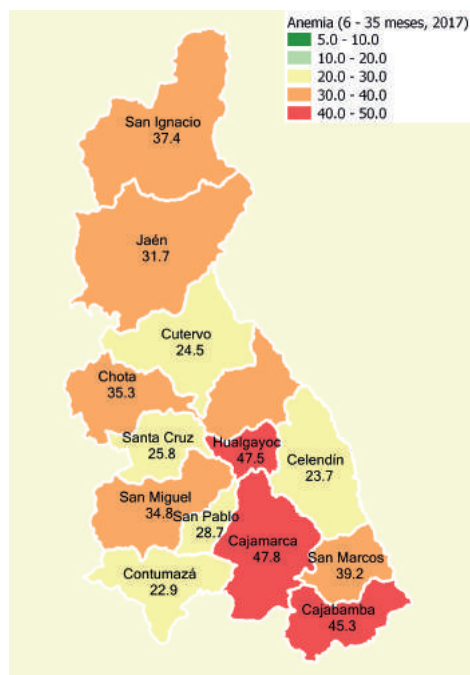 Anemia (6 - 35 meses, 2017)
5.0 - 10.0
10.0 - 20.0
20.0 - 30.0
30.0 - 40.0
40.0 - 50.0
San Ignacio
37.4
Jaén
31.7
Cutervo
24.5
Chota
35.3
Santa Cruz
25.8
Hualgayoc
47.5
Celendín
23.7
San Miguel
34.8
San Pablo
28.7
Cajamarca
47.8
San Marcos
39.2
Contumazá
22.9
Cajabamba
45.3